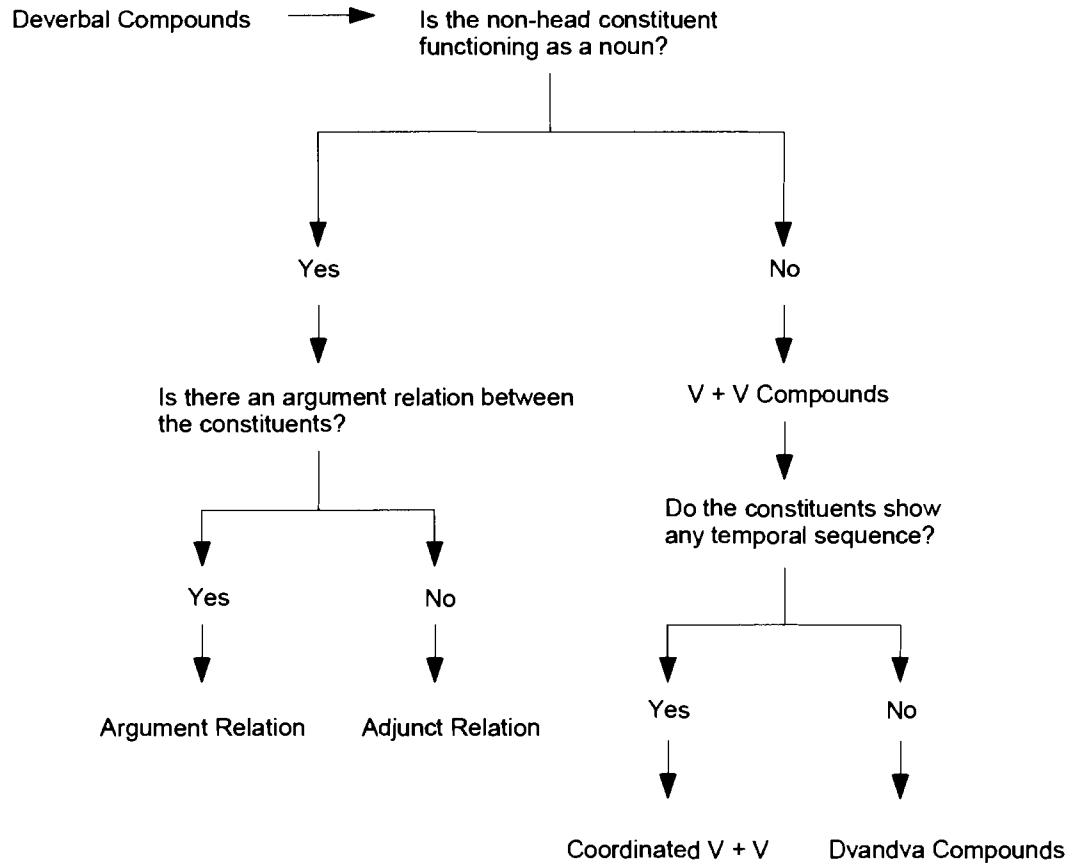 Deverbal Compounds
Is the non-head constituent
functioning as a noun?
Yes
No
Is there an argument relation between
the constituents?
V + V Compounds
Do the constituents show
any temporal sequence?
Yes
No
Yes
No
Argument Relation
Adjunct Relation
Coordinated V + V
Dvandva Compounds